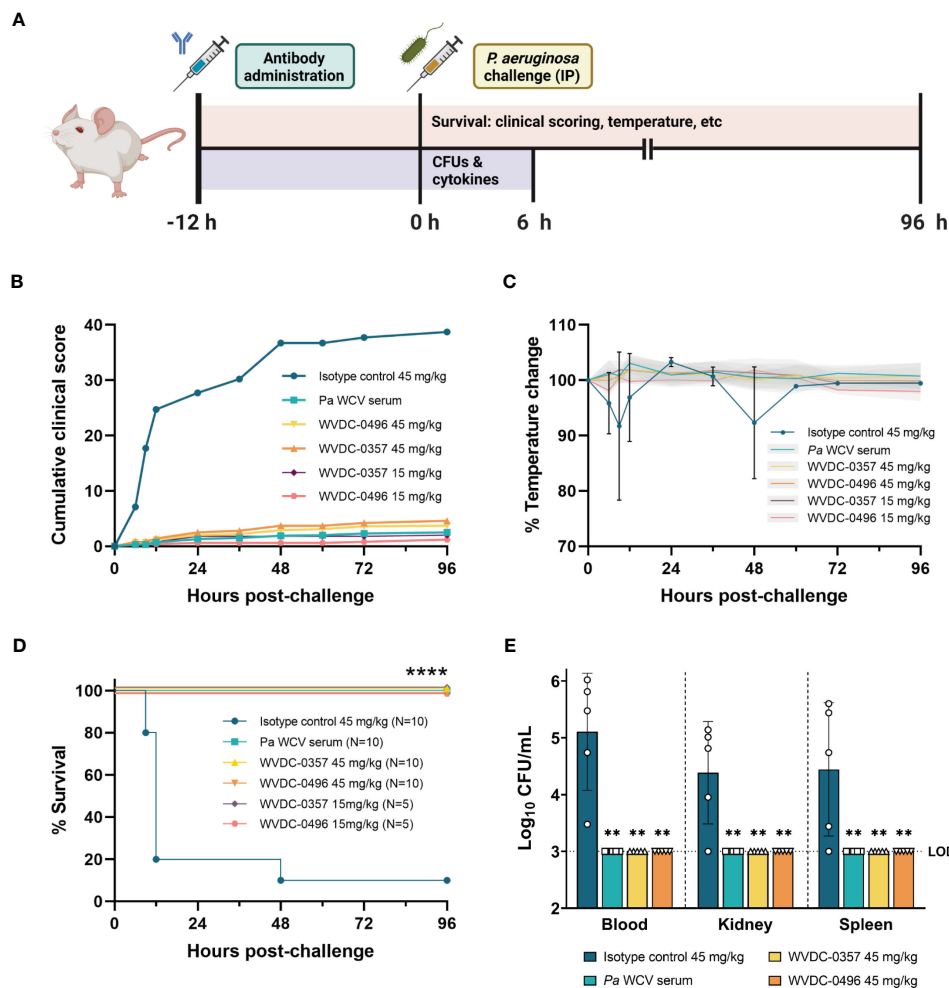 A
Antibody
administration
P. aeruginosa
challenge (IP)
Survival: clinical scoring, temperature, etc
CFUs &
cytokines
-12 h
0 h
6 h
96 h
B
Cumulative clinical score
40
30
20
10
0
Isotype control 45 mg/kg
Pa WCV serum
WVDC-0496 45 mg/kg
WVDC-0357 45 mg/kg
WVDC-0357 15 mg/kg
WVDC-0496 15 mg/kg
0 24 48 72 96
Hours post-challenge
C
% Temperature change
110
100
90
80
70
Isotype control 45 mg/kg
Pa WCV serum
WVDC-0357 45 mg/kg
WVDC-0496 45 mg/kg
WVDC-0357 15 mg/kg
WVDC-0496 15 mg/kg
0 24 48 72 96
Hours post-challenge
D
% Survival
100
80
60
40
20
0
****
Isotype control 45 mg/kg (N=10)
Pa WCV serum (N=10)
WVDC-0357 45 mg/kg (N=10)
WVDC-0496 45 mg/kg (N=10)
WVDC-0357 15mg/kg (N=5)
WVDC-0496 15mg/kg (N=5)
0 24 48 72 96
Hours post-challenge
E
Log10 CFU/mL
6
5
4
3
2
** ** ** ** ** ** ** ** **
LOI
Blood Kidney Spleen
Isotype control 45 mg/kg WVDC-0357 45 mg/kg
Pa WCV serum WVDC-0496 45 mg/kg